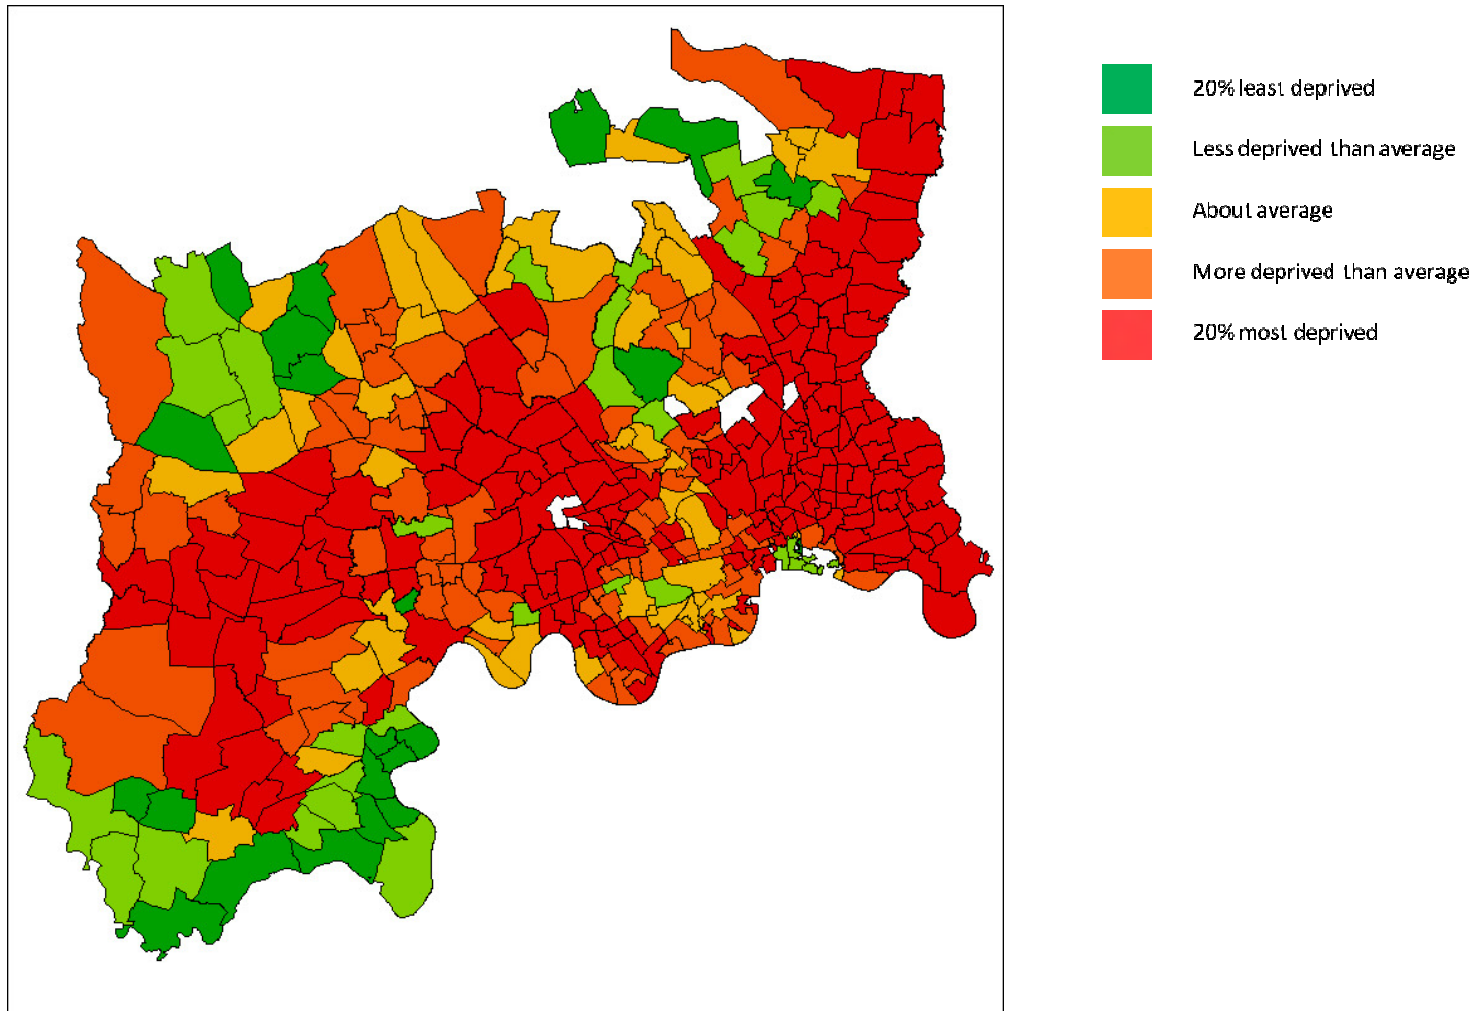 20% least deprived
Less deprived than average
About average
More deprived than average
20% most deprived